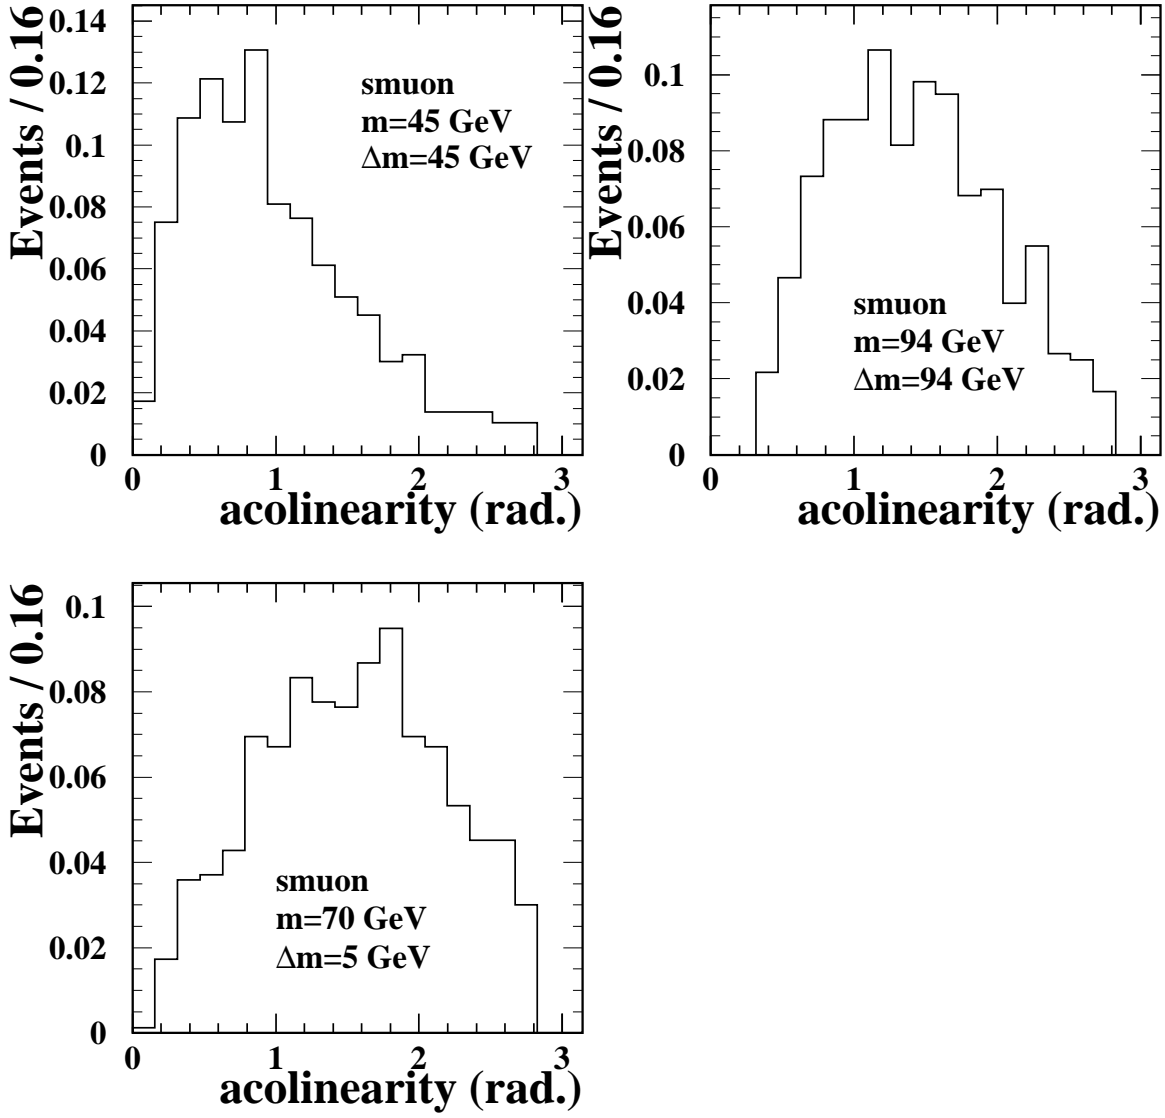 Events / 0.16
0.14
0.12
0.1
0.08
0.06
0.04
0.02
0
smuon
m=45 GeV
Δm=45 GeV
0 1 2 3
acolinearity (rad.)
Events / 0.16
0.1
0.08
0.06
0.04
0.02
0
smuon
m=94 GeV
Δm=94 GeV
0 1 2 3
acolinearity (rad.)
Events / 0.16
0.1
0.08
0.06
0.04
0.02
0
smuon
m=70 GeV
Δm=5 GeV
0 1 2 3
acolinearity (rad.)